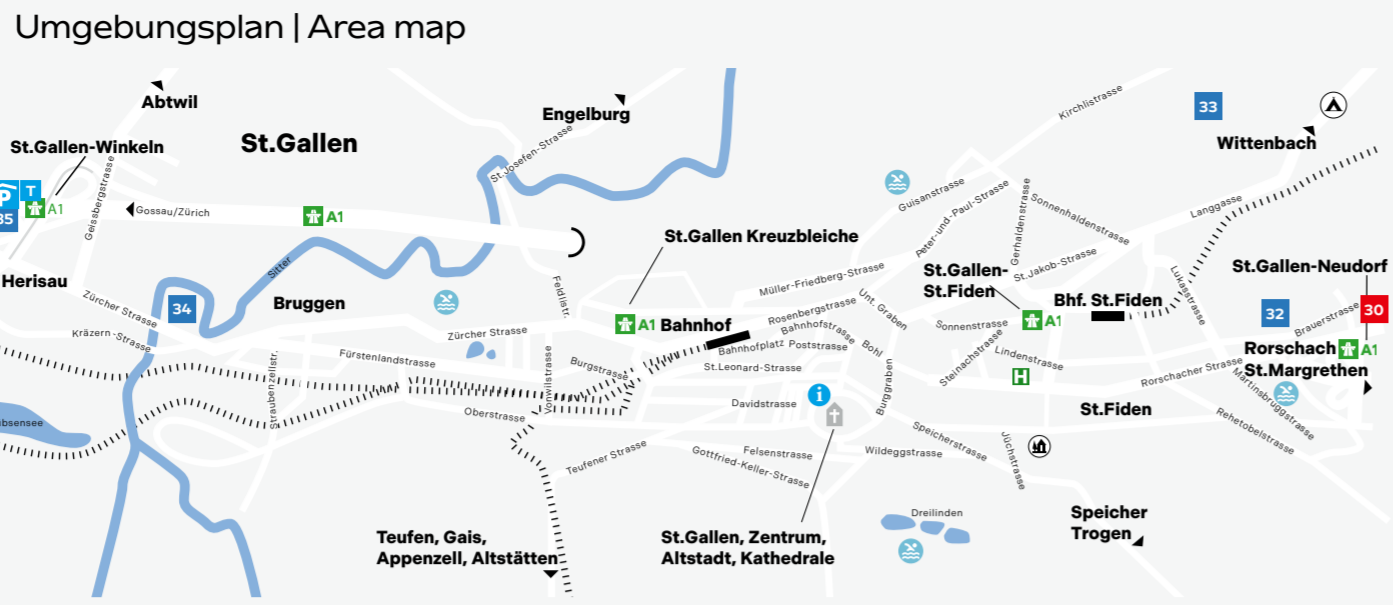 Umgebungsplan | Area map
Abtwil
St.Gallen
Engelburg
Kirchlistrasse
33
Wittenbach
St.Gallen-Winkeln
P
T
35
A1
Geissbergstrasse
Gossau/Zürich
A1
St.Josefen-Strasse
Guisanstrasse
Peter-und-Paul-Strasse
Gerhaldenstrasse
Sonnenhaldenstrasse
Langgasse
St.Gallen Kreuzbleiche
St.Gallen-
St.Fiden
St.Jakob-Strasse
Lukasstrasse
St.Gallen-Neudorf
Herisau
Sitter
Zürcher Strasse
34
Bruggen
Feldlistr.
Müller-Friedberg-Strasse
Bhf. St.Fiden
32
30
Brauerstrasse
Kräzern-Strasse
Zürcher Strasse
A1
Bahnhof
Rosenbergstrasse
Unt. Graben
Bahnhofstrasse
Bahnhofplatz
Poststrasse
Bohl
Sonnenstrasse
A1
Rorschach
A1
St.Margrethen
Fürstenlandstrasse
Vonwilstrasse
Burgstrasse
St.Leonard-Strasse
Burggraben
Steinachstrasse
Lindenstrasse
H
Rorschacher Strasse
Martinsbruggstrasse
Straubenzellstr.
Oberstrasse
Davidstrasse
i
St.Fiden
Rehetobelstrasse
Teufener Strasse
Felsenstrasse
Gottfried-Keller-Strasse
Wildeggstrasse
Speicherstrasse
Jüchstrasse
Dreilinden
Speicher
Trogen
Teufen, Gais,
Appenzell, Altstätten
St.Gallen, Zentrum,
Altstadt, Kathedrale